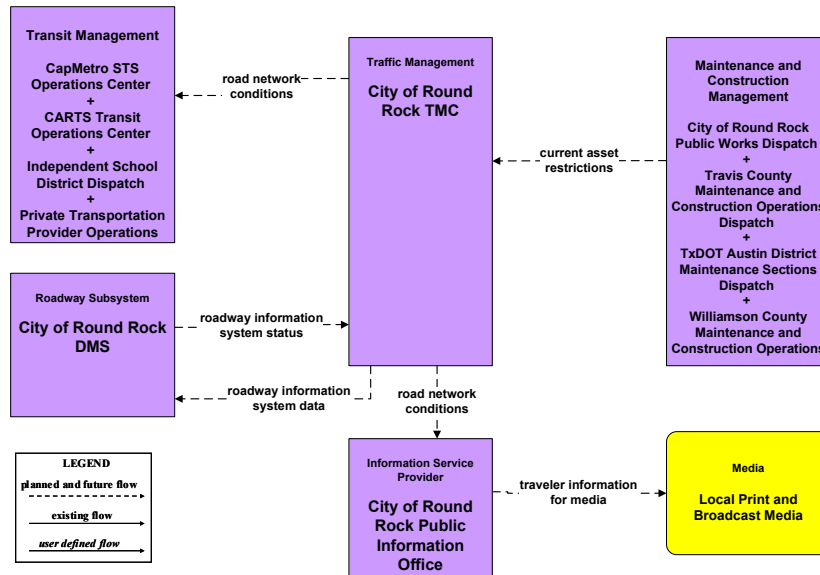 Transit Management
CapMetro STS
Operations Center
+
CARTS Transit
Operations Center
+
Independent School
District Dispatch
+
Private Transportation
Provider Operations
road network
conditions
Traffic Management
City of Round
Rock TMC
current asset
restrictions
Maintenance and
Construction
Management
City of Round Rock
Public Works Dispatch
+
Travis County
Maintenance and
Construction Operations
Dispatch
+
TxDOT Austin District
Maintenance Sections
Dispatch
+
Williamson County
Maintenance and
Construction Operations
Roadway Subsystem
City of Round Rock
DMS
roadway information
system status
roadway information
system data
road network
conditions
LEGEND
planned and future flow
existing flow
user defined flow
Information Service
Provider
City of Round
Rock Public
Information
Office
traveler information
for media
Media
Local Print and
Broadcast Media